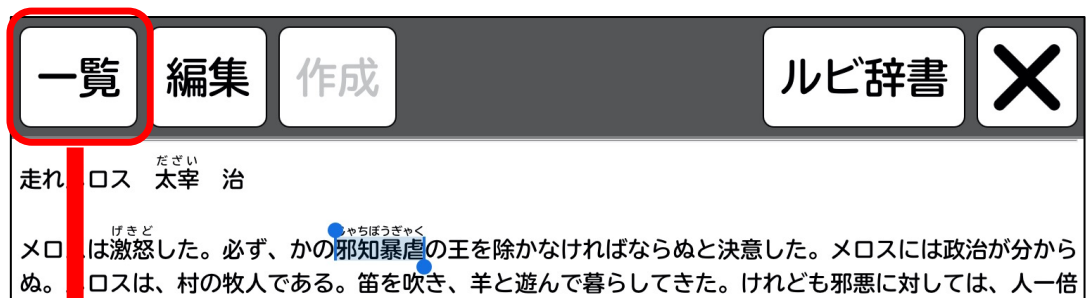 一覧 編集 作成 ルビ辞書
だざい
走れ ロス 太宰 治
げきど ゃちぼうぎゃく
メロ は激怒した。必ず、かの邪知暴虐の王を除かなければならぬと決意した。メロスには政治が分から
ぬ。 ロスは、村の牧人である。笛を吹き、羊と遊んで暮らしてきた。けれども邪悪に対しては、人一倍